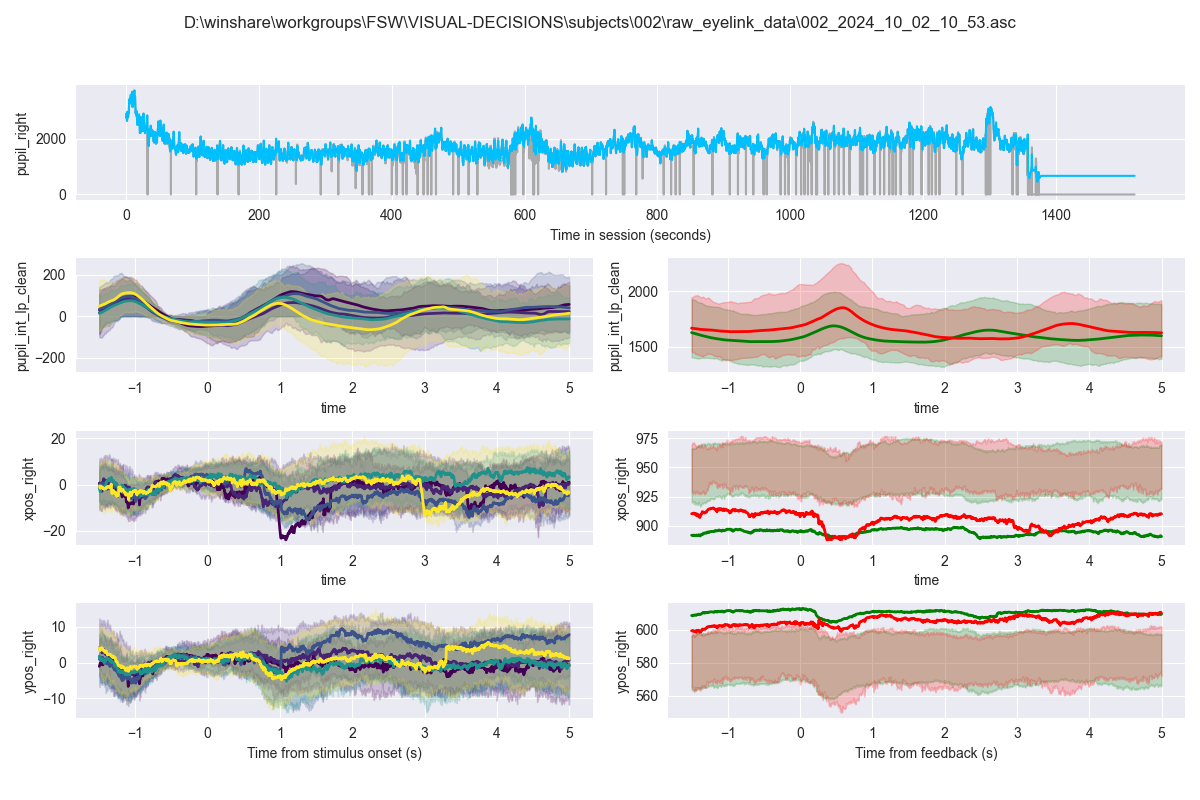 D:\winshare\workgroups\FSW\VISUAL-DECISIONS\subjects\002\raw_eyelink_data\002_2024_10_02_10_53.asc
pupil_right
2000
0
0 200 400 600 800 1000 1200 1400
Time in session (seconds)
pupil_int_lp_clean
200
0
−200
−1 0 1 2 3 4 5
time
pupil_int_lp_clean
2000
1500
−1 0 1 2 3 4 5
time
xpos_right
20
0
−20
−1 0 1 2 3 4 5
time
xpos_right
975
950
925
900
−1 0 1 2 3 4 5
time
ypos_right
10
0
−10
−1 0 1 2 3 4 5
Time from stimulus onset (s)
ypos_right
600
580
560
−1 0 1 2 3 4 5
Time from feedback (s)